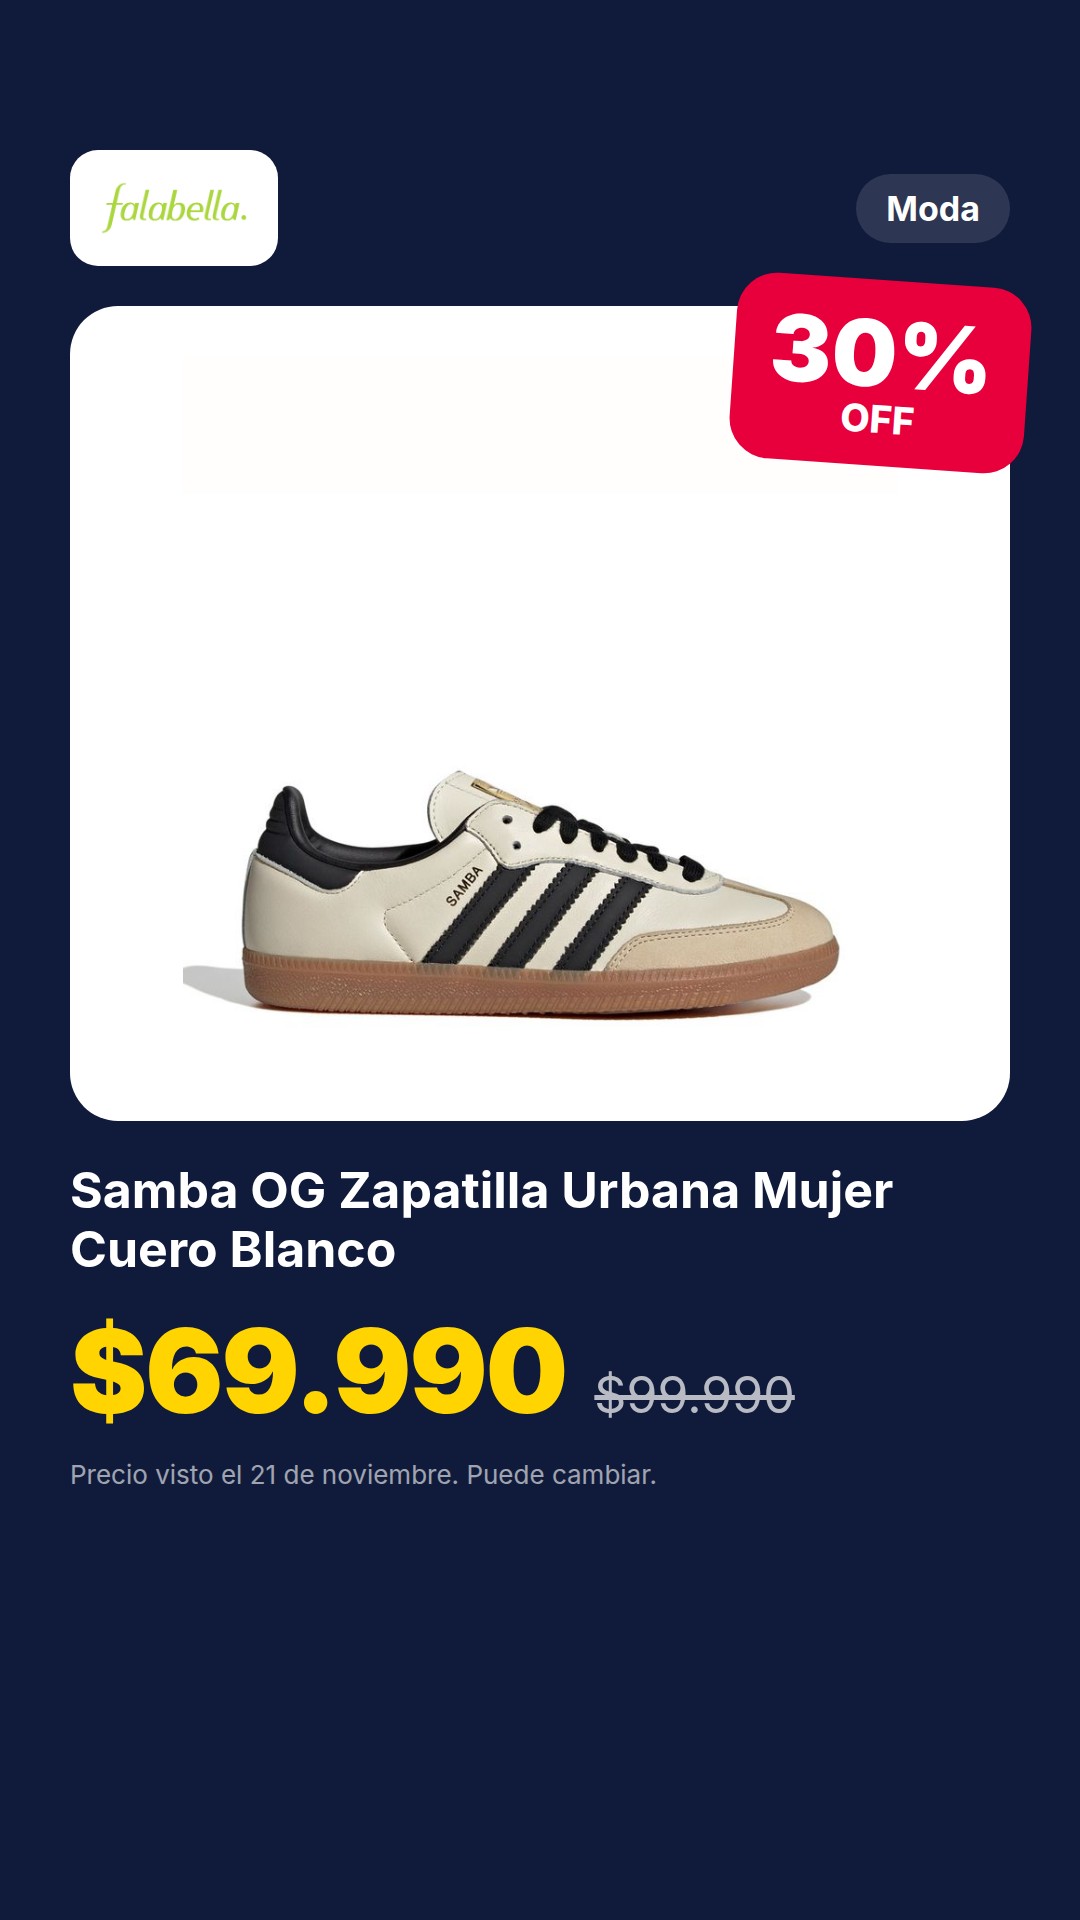 falabella.
Moda
30%
OFF
SAMBA
Samba OG Zapatilla Urbana Mujer
Cuero Blanco
$69.990 $99.990
Precio visto el 21 de noviembre. Puede cambiar.